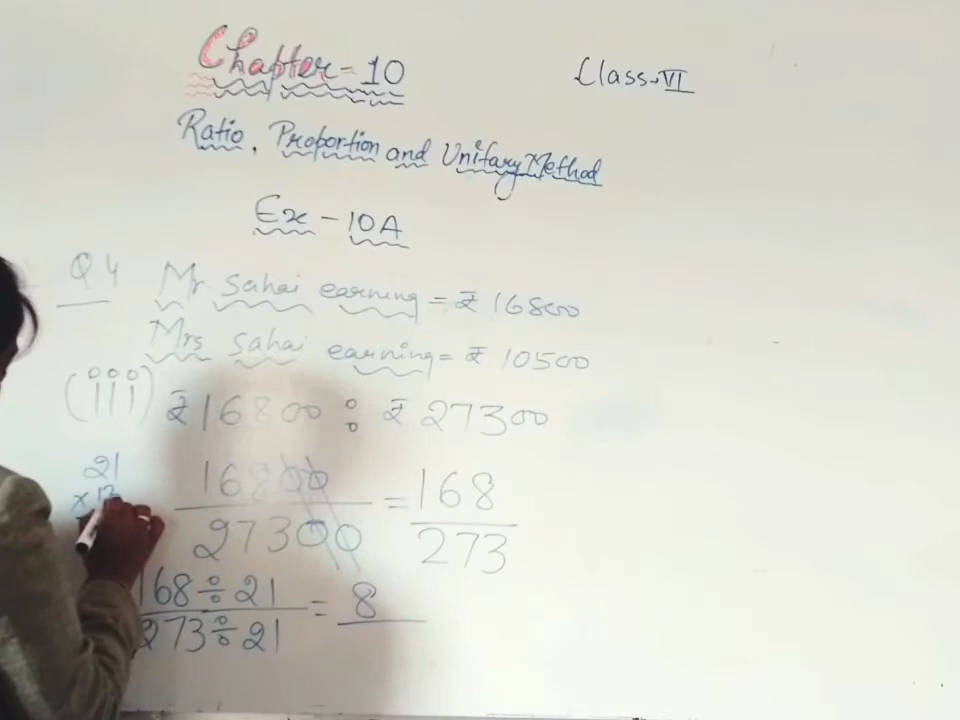 Chapter-10
Class-VI
Ratio, Proportion and Unitary Method
Ex - 10A
Q4 Mr Sahai earning = ₹ 16800
Mrs Sahai earning = ₹ 10500
(iii) ₹16800 : ₹ 27300
16800 = 168
27300 273
21
×13
168÷21 = 8
273÷21